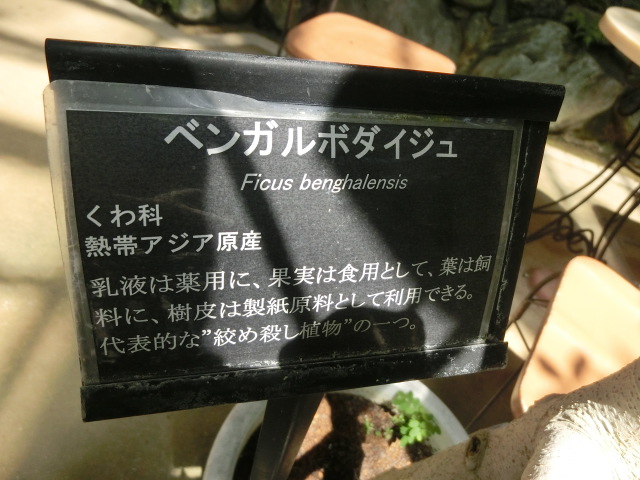 ベンガルボダイジュ
Ficus benghalensis
くわ科
熱帯アジア原産
乳液は薬用に、果実は食用として、葉は飼
料に、樹皮は製紙原料として利用できる。
代表的な”絞め殺し植物”の一つ。